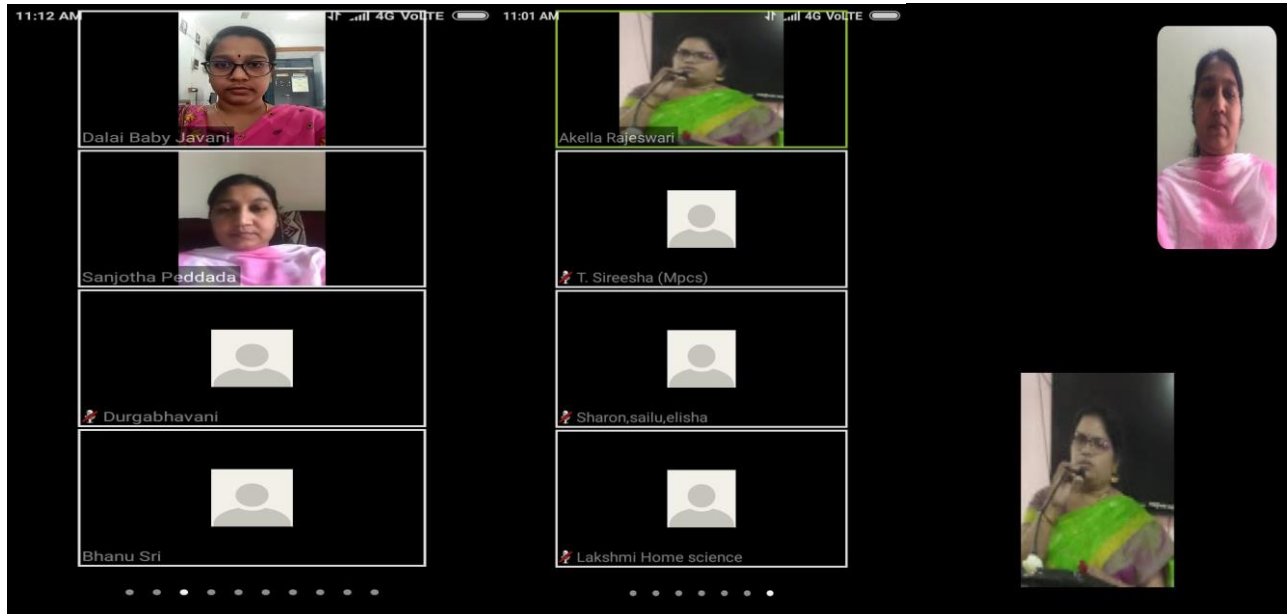 11:12 AM
4G VoLTE
Dalai Baby Javani
Sanjotha Peddada
Durgabhavani
Bhanu Sri
11:01 AM
4G VoLTE
Akella Rajeswari
T. Sireesha (Mpcs)
Sharon,sailu,elisha
Lakshmi Home science